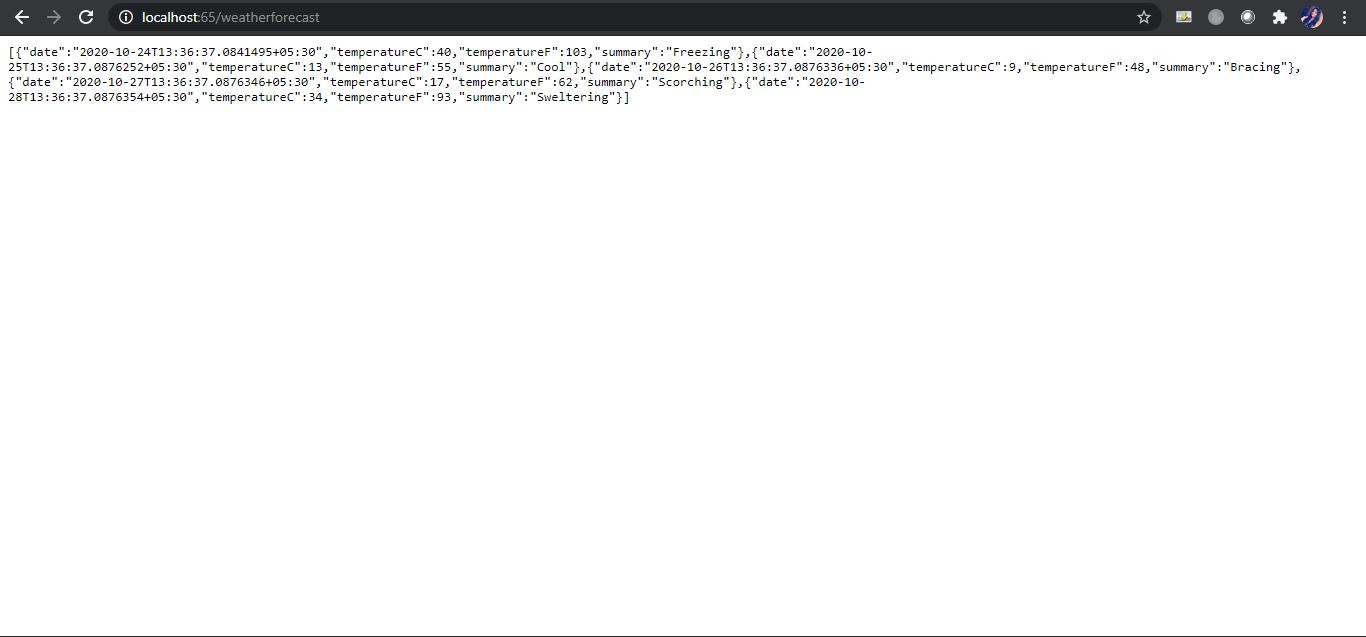 localhost:65/weatherforecast
[{"date":"2020-10-24T13:36:37.0841495+05:30","temperatureC":40,"temperatureF":103,"summary":"Freezing"},{"date":"2020-10-
25T13:36:37.0876252+05:30","temperatureC":13,"temperatureF":55,"summary":"Cool"},{"date":"2020-10-26T13:36:37.0876336+05:30","temperatureC":9,"temperatureF":48,"summary":"Bracing"},
{"date":"2020-10-27T13:36:37.0876346+05:30","temperatureC":17,"temperatureF":62,"summary":"Scorching"},{"date":"2020-10-
28T13:36:37.0876354+05:30","temperatureC":34,"temperatureF":93,"summary":"Sweltering"}]